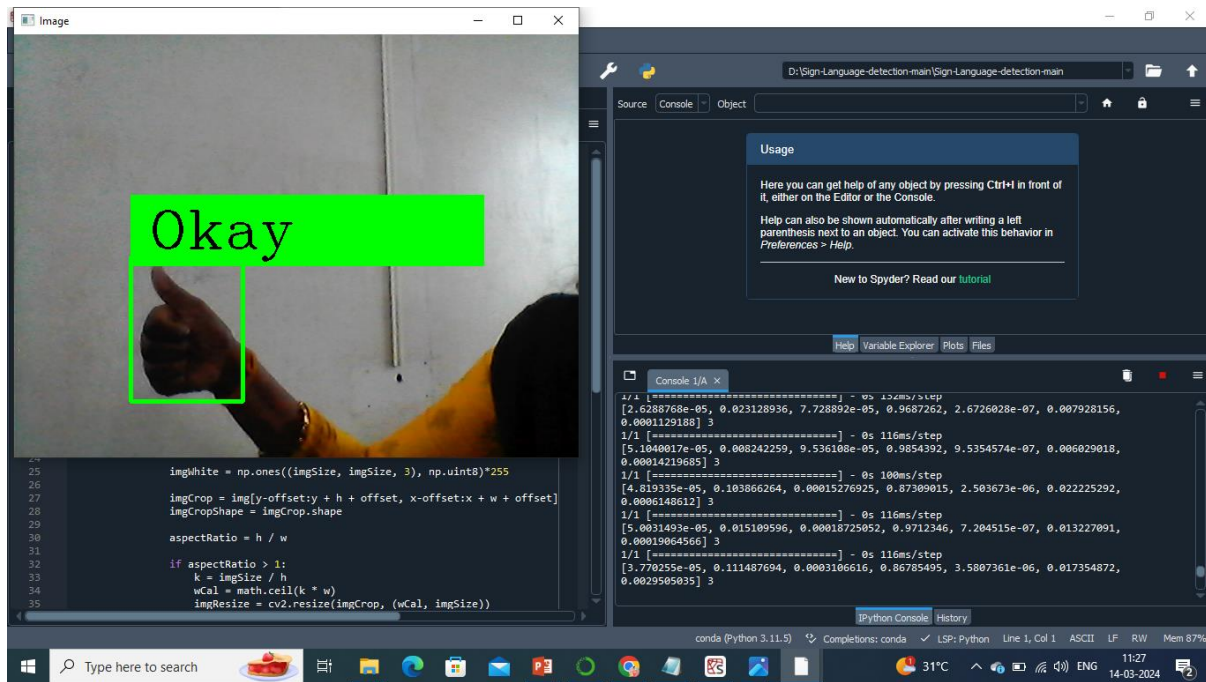 Image
Okay
D:\Sign-Language-detection-main\Sign-Language-detection-main
Source Console Object
Usage
Here you can get help of any object by pressing Ctrl+I in front of
it, either on the Editor or the Console.
Help can also be shown automatically after writing a left
parenthesis next to an object. You can activate this behavior in
Preferences > Help.
New to Spyder? Read our tutorial
Help Variable Explorer Plots Files
Console 1/A
1/1 [==============================] - 0s 132ms/step
[2.6288768e-05, 0.023128936, 7.728892e-05, 0.9687262, 2.6726028e-07, 0.007928156,
0.0001129188] 3
1/1 [==============================] - 0s 116ms/step
[5.1040017e-05, 0.008242259, 9.536108e-05, 0.9854392, 9.5354574e-07, 0.006029018,
0.00014219685] 3
1/1 [==============================] - 0s 100ms/step
[4.819335e-05, 0.103866264, 0.00015276925, 0.87309015, 2.503673e-06, 0.022225292,
0.0006148612] 3
1/1 [==============================] - 0s 116ms/step
[5.0031493e-05, 0.015109596, 0.00018725052, 0.9712346, 7.204515e-07, 0.013227091,
0.00019064566] 3
1/1 [==============================] - 0s 116ms/step
[3.770255e-05, 0.111487694, 0.0003106616, 0.86785495, 3.5807361e-06, 0.017354872,
0.0029505035] 3
IPython Console History
24
25 imgWhite = np.ones((imgSize, imgSize, 3), np.uint8)*255
26
27 imgCrop = img[y-offset:y + h + offset, x-offset:x + w + offset]
28 imgCropShape = imgCrop.shape
29
30 aspectRatio = h / w
31
32 if aspectRatio > 1:
33 k = imgSize / h
34 wCal = math.ceil(k * w)
35 imgResize = cv2.resize(imgCrop, (wCal, imgSize))
conda (Python 3.11.5) Completions: conda LSP: Python Line 1, Col 1 ASCII LF RW Mem 87%
Type here to search
31°C ENG 11:27
14-03-2024 2